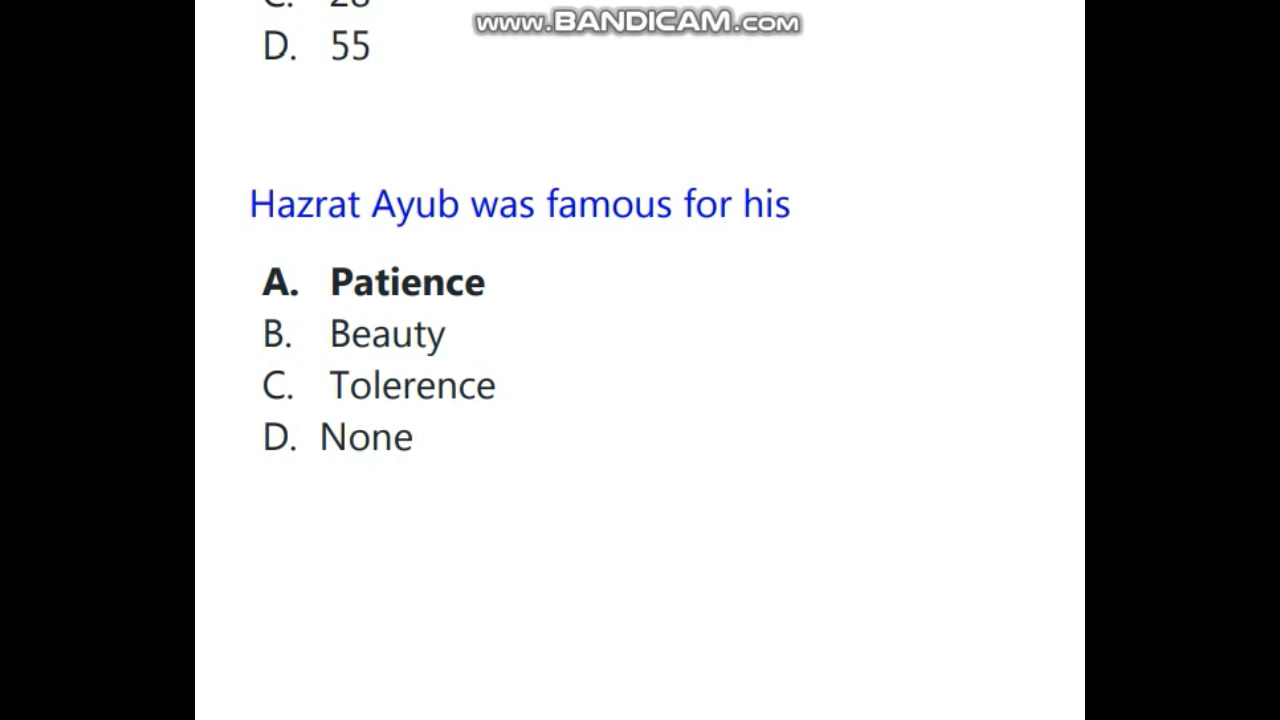 www.BANDICAM.com
D. 55
Hazrat Ayub was famous for his
A. Patience
B. Beauty
C. Tolerence
D. None